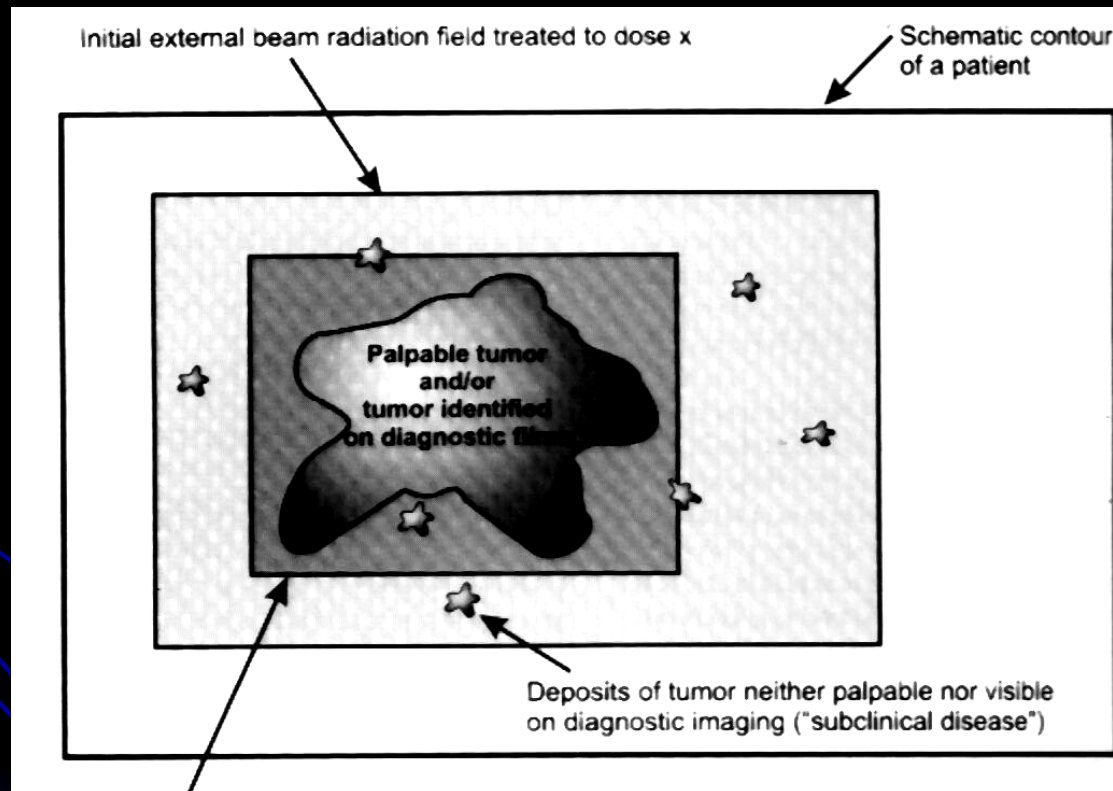 Initial external beam radiation field treated to dose x
Schematic contour
of a patient
Palpable tumor
and/or
tumor identified
on diagnostic
Deposits of tumor neither palpable nor visible
on diagnostic imaging ("subclinical disease")